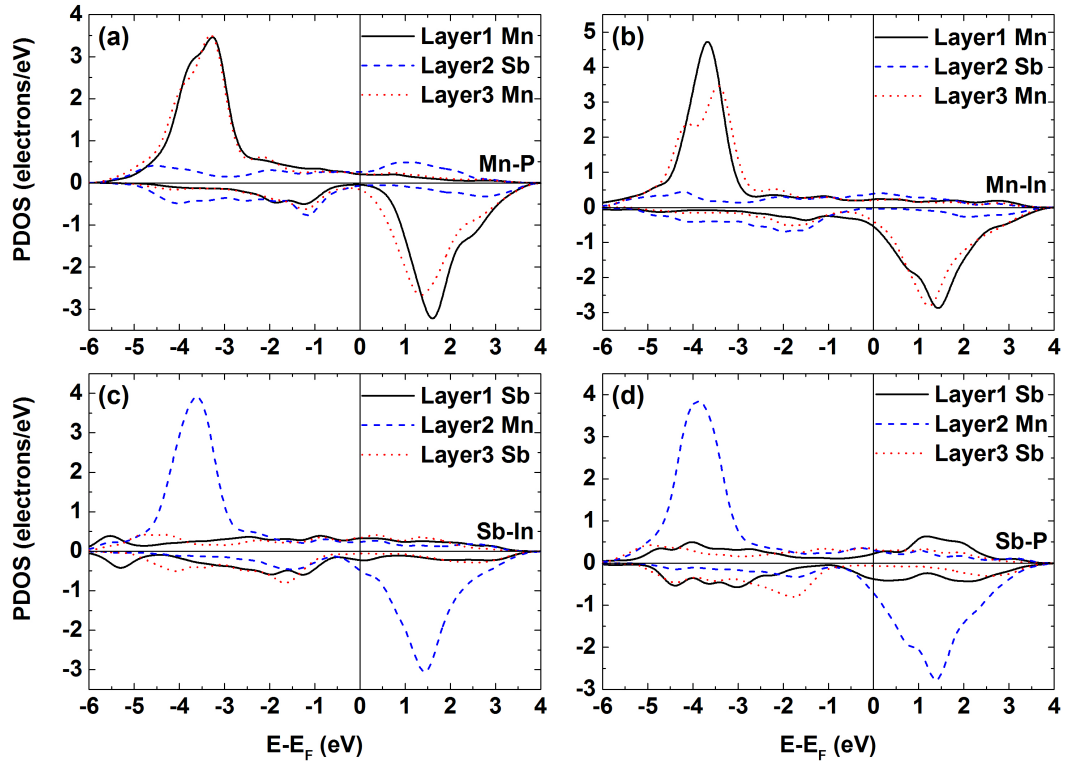 (a)
Layer1 Mn
Layer2 Sb
Layer3 Mn
Mn-P
PDOS (electrons/eV)
4
3
2
1
0
-1
-2
-3
-6 -5 -4 -3 -2 -1 0 1 2 3 4
(b)
Layer1 Mn
Layer2 Sb
Layer3 Mn
Mn-In
5
4
3
2
1
0
-1
-2
-3
-6 -5 -4 -3 -2 -1 0 1 2 3 4
(c)
Layer1 Sb
Layer2 Mn
Layer3 Sb
Sb-In
PDOS (electrons/eV)
4
3
2
1
0
-1
-2
-3
-6 -5 -4 -3 -2 -1 0 1 2 3 4
E-EF (eV)
(d)
Layer1 Sb
Layer2 Mn
Layer3 Sb
Sb-P
4
3
2
1
0
-1
-2
-3
-6 -5 -4 -3 -2 -1 0 1 2 3 4
E-EF (eV)